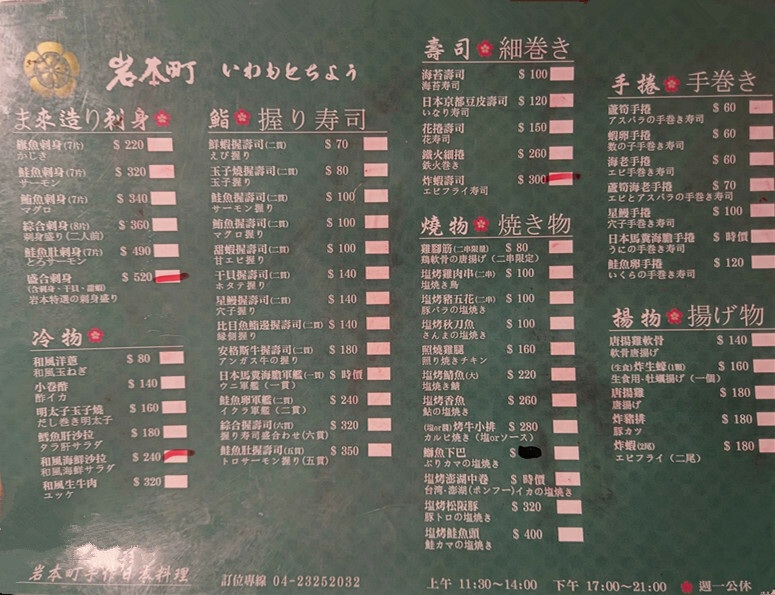 岩本町 いわもとちよう
ま來造り刺身
旗魚刺身(7片) $ 220
かじき
鮭魚刺身(7片) $ 320
サーモン
鮪魚刺身(7片) $ 340
マグロ
綜合刺身(8片) $ 360
刺身盛り(二人前)
鮭魚肚刺身(7片) $ 490
とろサーモン
盛合刺身 $ 520
(含刺身、干貝、甜蝦)
岩本特選の刺身盛り
冷物
和風洋蔥 $ 80
和風玉ねぎ
小卷酢 $ 140
酢イカ
明太子玉子燒 $ 160
だし巻き明太子
鱈魚肝沙拉 $ 180
タラ肝サラダ
和風海鮮沙拉 $ 240
和風海鮮サラダ
和風生牛肉 $ 320
ユッケ
鮨 握り寿司
鮮蝦握壽司(二貫) $ 70
えび握り
玉子燒握壽司(二貫) $ 80
玉子握り
鮭魚握壽司(二貫) $ 100
サーモン握り
鮪魚握壽司(二貫) $ 100
マグロ握り
甜蝦握壽司(二貫) $ 100
甘エビ握り
干貝握壽司(二貫) $ 140
ホタテ握り
星鰻握壽司(二貫) $ 140
穴子握り
比目魚鰭邊握壽司(二貫) $ 140
縁側握り
安格斯牛握壽司(二貫) $ 180
アンガス牛の握り
日本馬糞海膽軍艦(一貫) $ 時價
ウニ軍艦(一貫)
鮭魚卵軍艦(二貫) $ 240
イクラ軍艦(二貫)
綜合握壽司(六貫) $ 320
握り寿司盛合わせ(六貫)
鮭魚肚握壽司(五貫) $ 350
トロサーモン握り(五貫)
壽司 細巻き
海苔壽司 $ 100
海苔寿司
日本京都豆皮壽司 $ 120
いなり寿司
花捲壽司 $ 150
花寿司
鐵火細捲 $ 260
鉄火巻き
炸蝦壽司 $ 300
エビフライ寿司
燒物 焼き物
雞腳筋(二串限量) $ 80
鶏軟骨の唐揚げ(二串限定)
塩烤雞肉串(二串) $ 100
塩焼き鳥
塩烤豬五花(二串) $ 100
豚バラの塩焼き
塩烤秋刀魚 $ 100
さんまの塩焼き
照燒雞腿 $ 160
照り焼きチキン
塩烤鯖魚(大) $ 220
塩焼き鯖
塩烤香魚 $ 260
鮎の塩焼き
(塩or醬)烤牛小排 $ 280
カルビ焼き(塩orソース)
鰤魚下巴 $
ぶりカマの塩焼き
塩烤澎湖中卷 $ 時價
台湾・澎湖(ポンフー)イカの塩焼き
塩烤松阪豚 $ 320
豚トロの塩焼き
塩烤鮭魚頭 $ 400
鮭カマの塩焼き
手捲 手巻き
蘆筍手捲 $ 60
アスパラの手巻き寿司
蝦卵手捲 $ 60
数の子手巻き寿司
海老手捲 $ 60
エビ手巻き寿司
蘆筍海老手捲 $ 70
エビとアスパラの手巻き寿司
星鰻手捲 $ 100
穴子手巻き寿司
日本馬糞海膽手捲 $ 時價
うにの手巻き寿司
鮭魚卵手捲 $ 120
いくらの手巻き寿司
揚物 揚げ物
唐揚雞軟骨 $ 140
軟骨唐揚げ
(生食)炸生蠔(1顆) $ 160
生食用-牡蠣揚げ(一個)
唐揚雞 $ 180
唐揚げ
炸豬排 $ 180
豚カツ
炸蝦(2尾) $ 180
エビフライ(二尾)
岩本町手作日本料理
訂位專線 04-23252032
上午 11:30~14:00 下午 17:00~21:00 週一公休